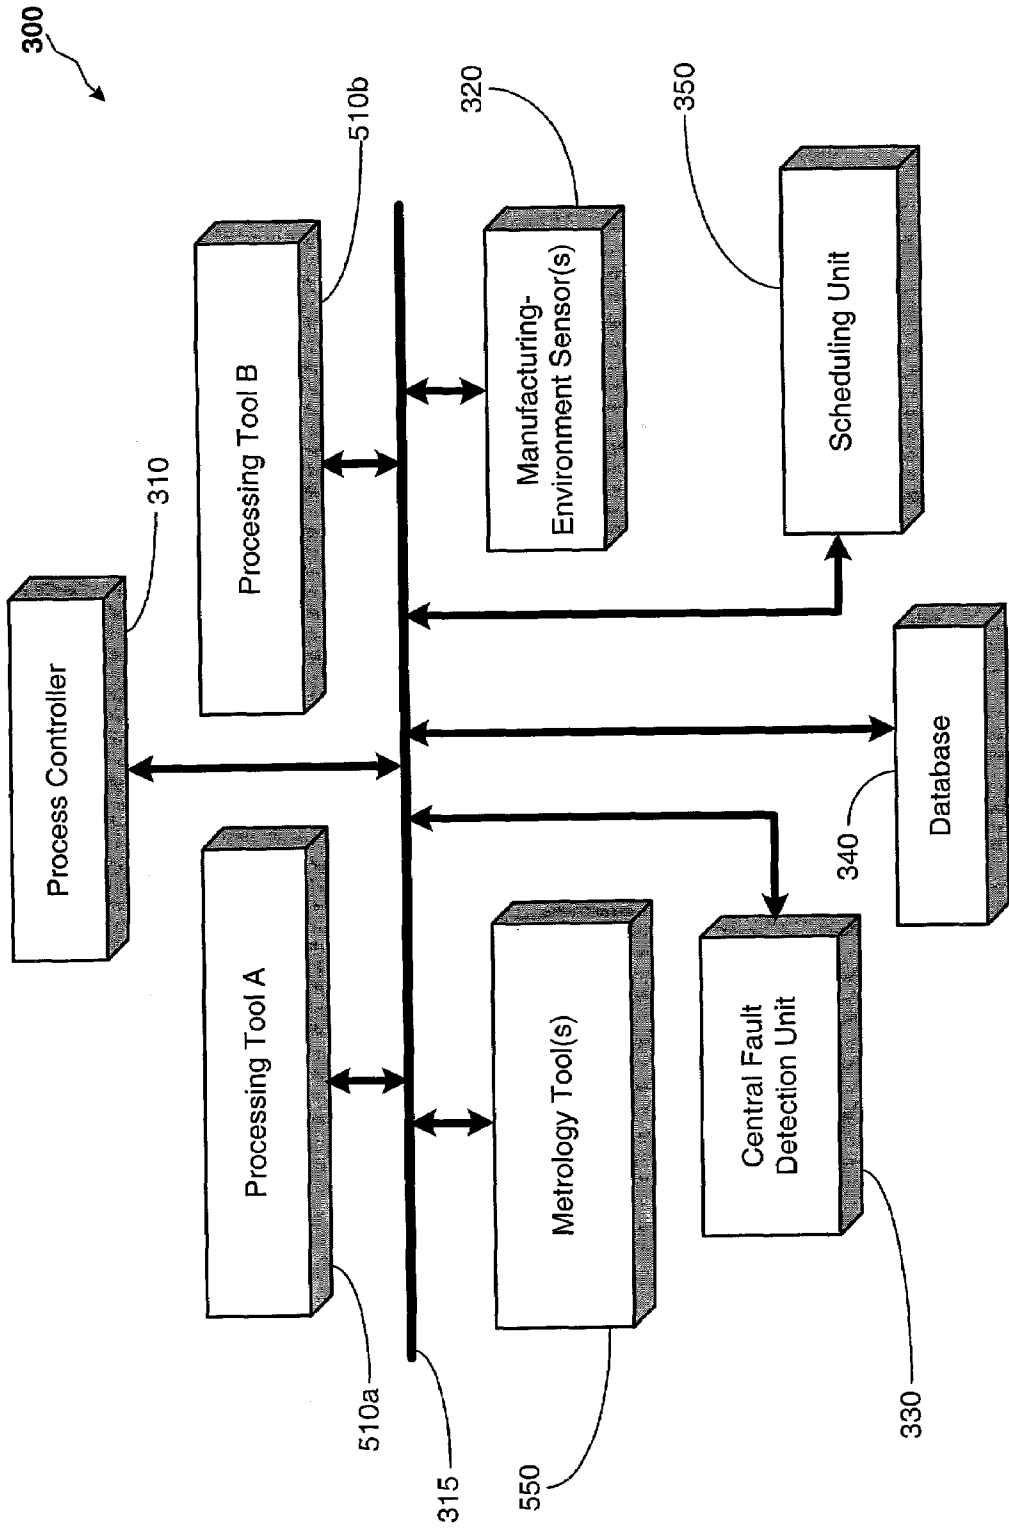 300
Process Controller
310
Processing Tool A
510a
Processing Tool B
510b
315
Metrology Tool(s)
550
Manufacturing-
Environment Sensor(s)
320
Central Fault
Detection Unit
330
Database
340
Scheduling Unit
350